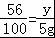 56/100 = y/5g